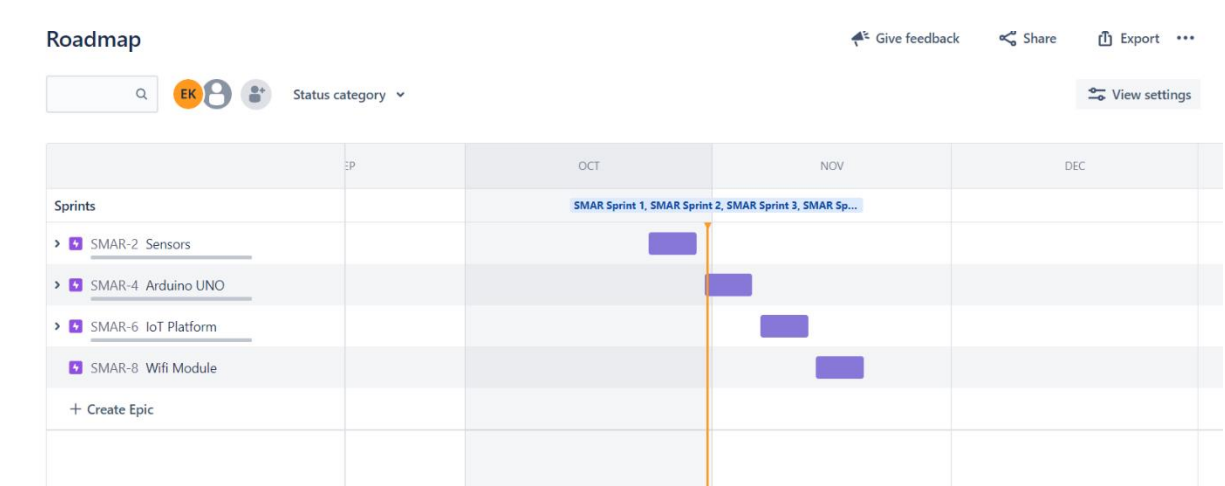 Roadmap
Give feedback Share Export
EK Status category View settings
EP OCT NOV DEC
Sprints SMAR Sprint 1, SMAR Sprint 2, SMAR Sprint 3, SMAR Sp...
SMAR-2 Sensors
SMAR-4 Arduino UNO
SMAR-6 IoT Platform
SMAR-8 Wifi Module
+ Create Epic